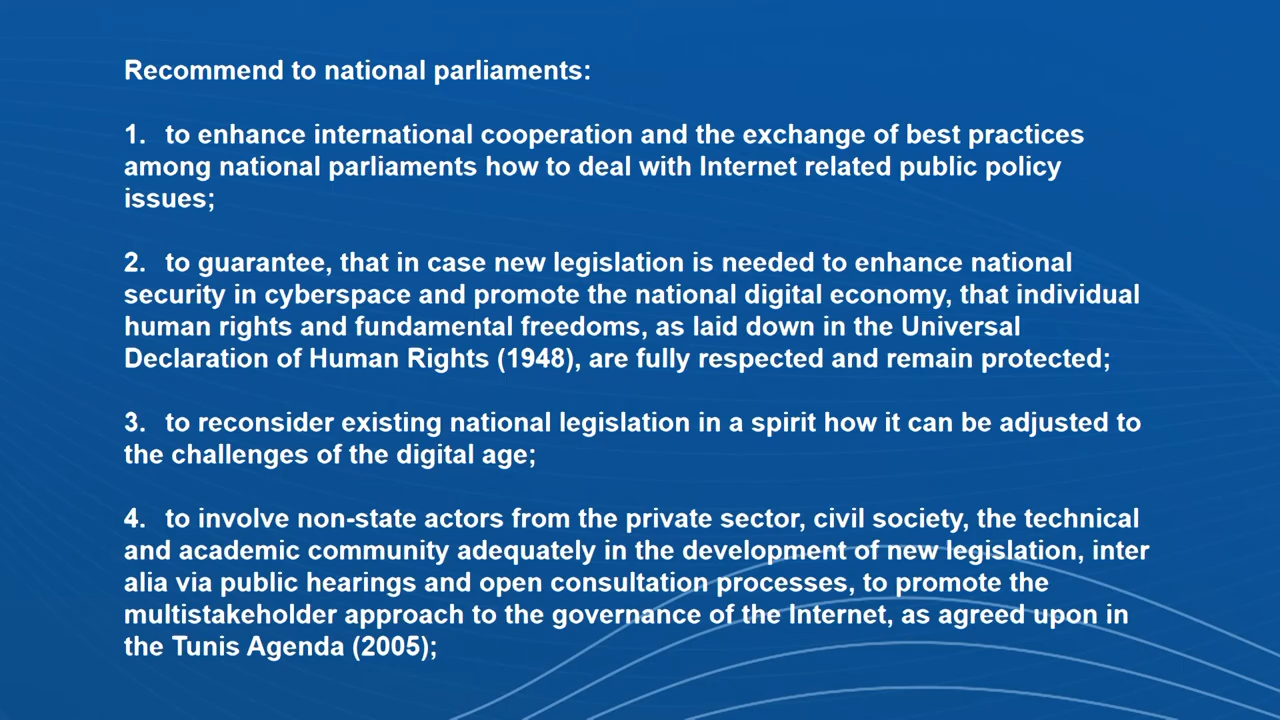 Recommend to national parliaments:
1. to enhance international cooperation and the exchange of best practices
among national parliaments how to deal with Internet related public policy
issues;
2. to guarantee, that in case new legislation is needed to enhance national
security in cyberspace and promote the national digital economy, that individual
human rights and fundamental freedoms, as laid down in the Universal
Declaration of Human Rights (1948), are fully respected and remain protected;
3. to reconsider existing national legislation in a spirit how it can be adjusted to
the challenges of the digital age;
4. to involve non-state actors from the private sector, civil society, the technical
and academic community adequately in the development of new legislation, inter
alia via public hearings and open consultation processes, to promote the
multistakeholder approach to the governance of the Internet, as agreed upon in
the Tunis Agenda (2005);